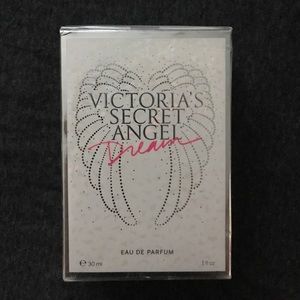 VICTORIA'S
SECRET
ANGEL
Dream
EAU DE PARFUM
℮ 30 ml 1 fl oz